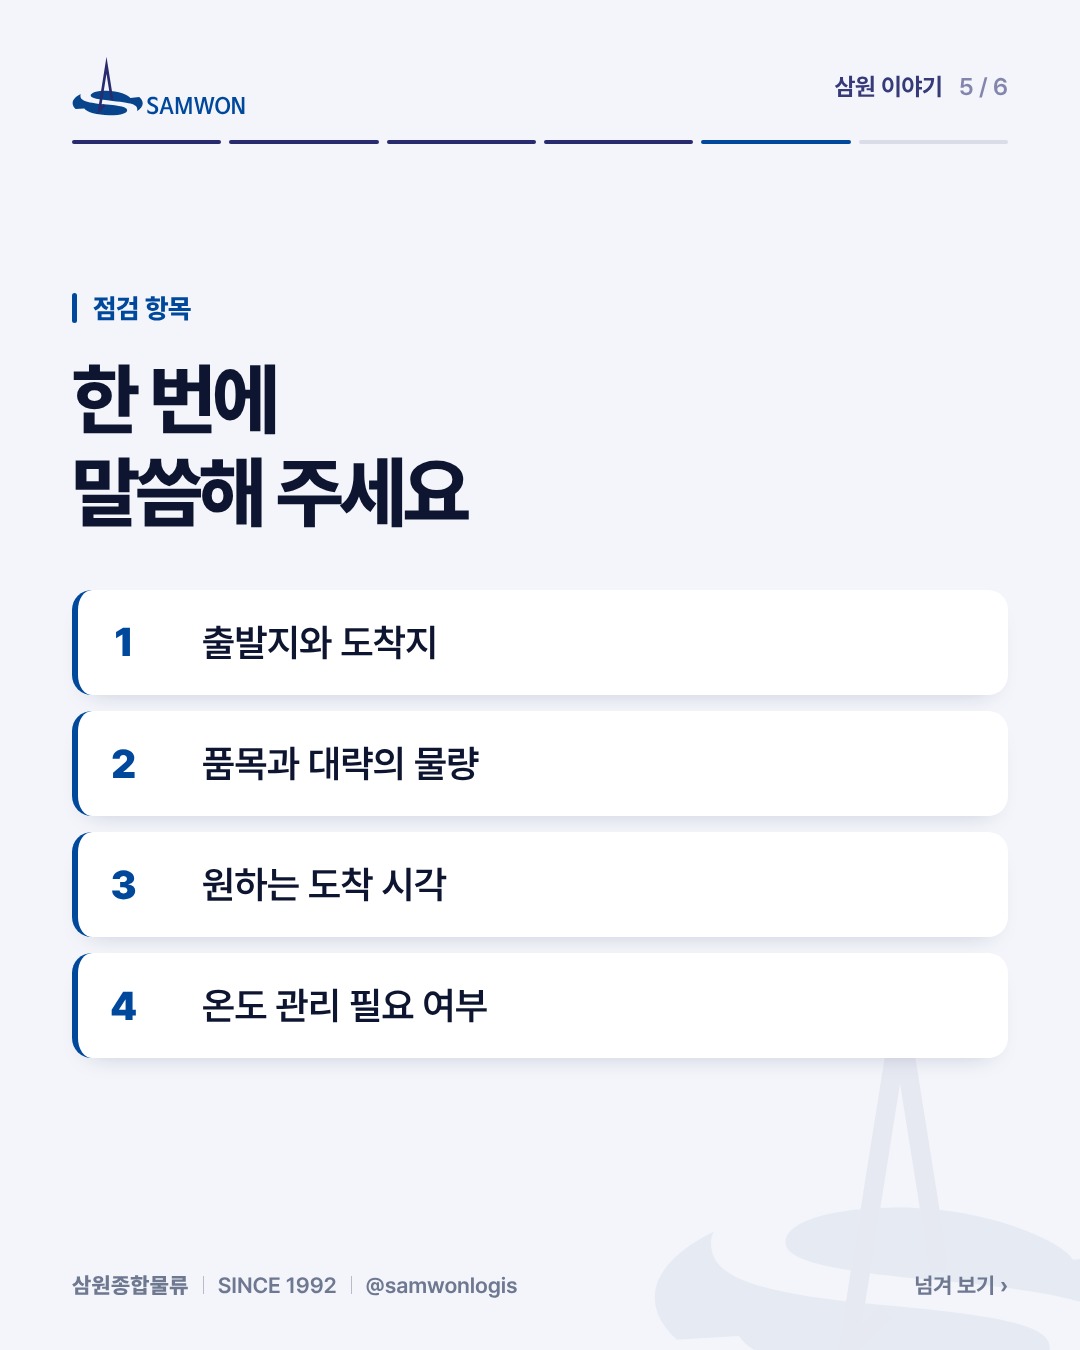 SAMWON
삼원 이야기 5 / 6
점검 항목
한 번에
말씀해 주세요
1 출발지와 도착지
2 품목과 대략의 물량
3 원하는 도착 시각
4 온도 관리 필요 여부
삼원종합물류 | SINCE 1992 | @samwonlogis
넘겨 보기 ›